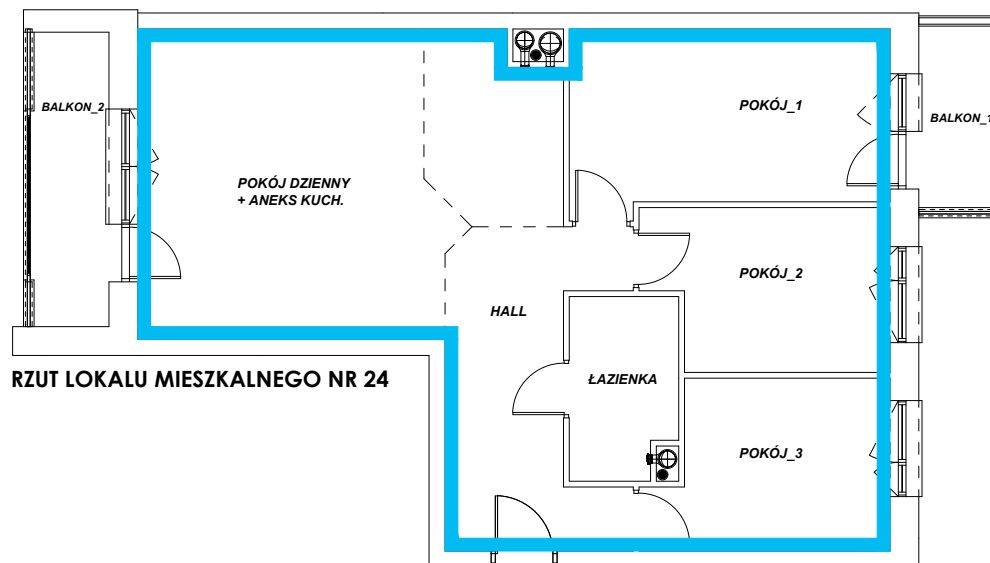 BALKON_2
POKÓJ_1
BALKON_1
POKÓJ DZIENNY
+ ANEKS KUCH.
POKÓJ_2
HALL
ŁAZIENKA
RZUT LOKALU MIESZKALNEGO NR 24
POKÓJ_3